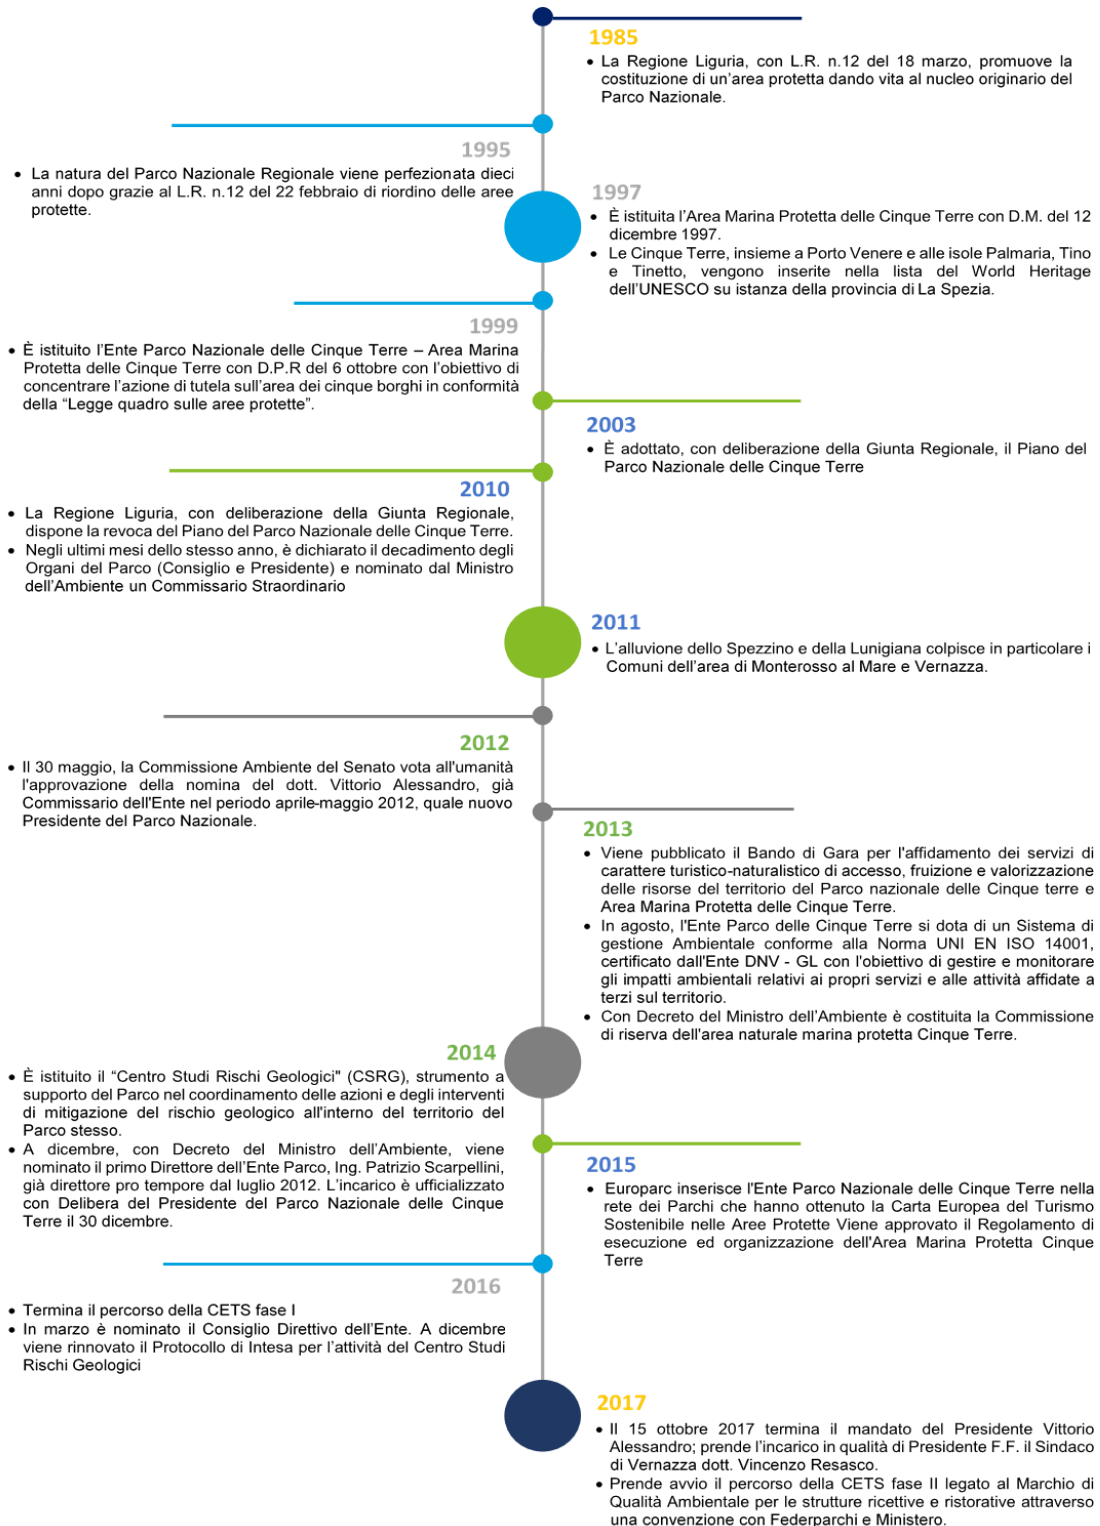 1985
• La Regione Liguria, con L.R. n.12 del 18 marzo, promuove la
costituzione di un'area protetta dando vita al nucleo originario del
Parco Nazionale.
1995
• La natura del Parco Nazionale Regionale viene perfezionata dieci
anni dopo grazie al L.R. n.12 del 22 febbraio di riordino delle aree
protette.
1997
• È istituita l'Area Marina Protetta delle Cinque Terre con D.M. del 12
dicembre 1997.
• Le Cinque Terre, insieme a Porto Venere e alle isole Palmaria, Tino
e Tinetto, vengono inserite nella lista del World Heritage
dell'UNESCO su istanza della provincia di La Spezia.
1999
• È istituito l'Ente Parco Nazionale delle Cinque Terre – Area Marina
Protetta delle Cinque Terre con D.P.R del 6 ottobre con l'obiettivo di
concentrare l'azione di tutela sull'area dei cinque borghi in conformità
della “Legge quadro sulle aree protette”.
2003
• È adottato, con deliberazione della Giunta Regionale, il Piano del
Parco Nazionale delle Cinque Terre
2010
• La Regione Liguria, con deliberazione della Giunta Regionale,
dispone la revoca del Piano del Parco Nazionale delle Cinque Terre.
• Negli ultimi mesi dello stesso anno, è dichiarato il decadimento degli
Organi del Parco (Consiglio e Presidente) e nominato dal Ministro
dell'Ambiente un Commissario Straordinario
2011
• L'alluvione dello Spezzino e della Lunigiana colpisce in particolare i
Comuni dell'area di Monterosso al Mare e Vernazza.
2012
• Il 30 maggio, la Commissione Ambiente del Senato vota all'umanità
l'approvazione della nomina del dott. Vittorio Alessandro, già
Commissario dell'Ente nel periodo aprile-maggio 2012, quale nuovo
Presidente del Parco Nazionale.
2013
• Viene pubblicato il Bando di Gara per l'affidamento dei servizi di
carattere turistico-naturalistico di accesso, fruizione e valorizzazione
delle risorse del territorio del Parco nazionale delle Cinque terre e
Area Marina Protetta delle Cinque Terre.
• In agosto, l'Ente Parco delle Cinque Terre si dota di un Sistema di
gestione Ambientale conforme alla Norma UNI EN ISO 14001,
certificato dall'Ente DNV - GL con l'obiettivo di gestire e monitorare
gli impatti ambientali relativi ai propri servizi e alle attività affidate a
terzi sul territorio.
• Con Decreto del Ministro dell'Ambiente è costituita la Commissione
di riserva dell'area naturale marina protetta Cinque Terre.
2014
• È istituito il “Centro Studi Rischi Geologici" (CSRG), strumento a
supporto del Parco nel coordinamento delle azioni e degli interventi
di mitigazione del rischio geologico all'interno del territorio del
Parco stesso.
• A dicembre, con Decreto del Ministro dell'Ambiente, viene
nominato il primo Direttore dell'Ente Parco, Ing. Patrizio Scarpellini,
già direttore pro tempore dal luglio 2012. L'incarico è ufficializzato
con Delibera del Presidente del Parco Nazionale delle Cinque
Terre il 30 dicembre.
2015
• Europarc inserisce l'Ente Parco Nazionale delle Cinque Terre nella
rete dei Parchi che hanno ottenuto la Carta Europea del Turismo
Sostenibile nelle Aree Protette Viene approvato il Regolamento di
esecuzione ed organizzazione dell'Area Marina Protetta Cinque
Terre
2016
• Termina il percorso della CETS fase I
• In marzo è nominato il Consiglio Direttivo dell'Ente. A dicembre
viene rinnovato il Protocollo di Intesa per l'attività del Centro Studi
Rischi Geologici
2017
• Il 15 ottobre 2017 termina il mandato del Presidente Vittorio
Alessandro; prende l'incarico in qualità di Presidente F.F. il Sindaco
di Vernazza dott. Vincenzo Resasco.
• Prende avvio il percorso della CETS fase II legato al Marchio di
Qualità Ambientale per le strutture ricettive e ristorative attraverso
una convenzione con Federparchi e Ministero.